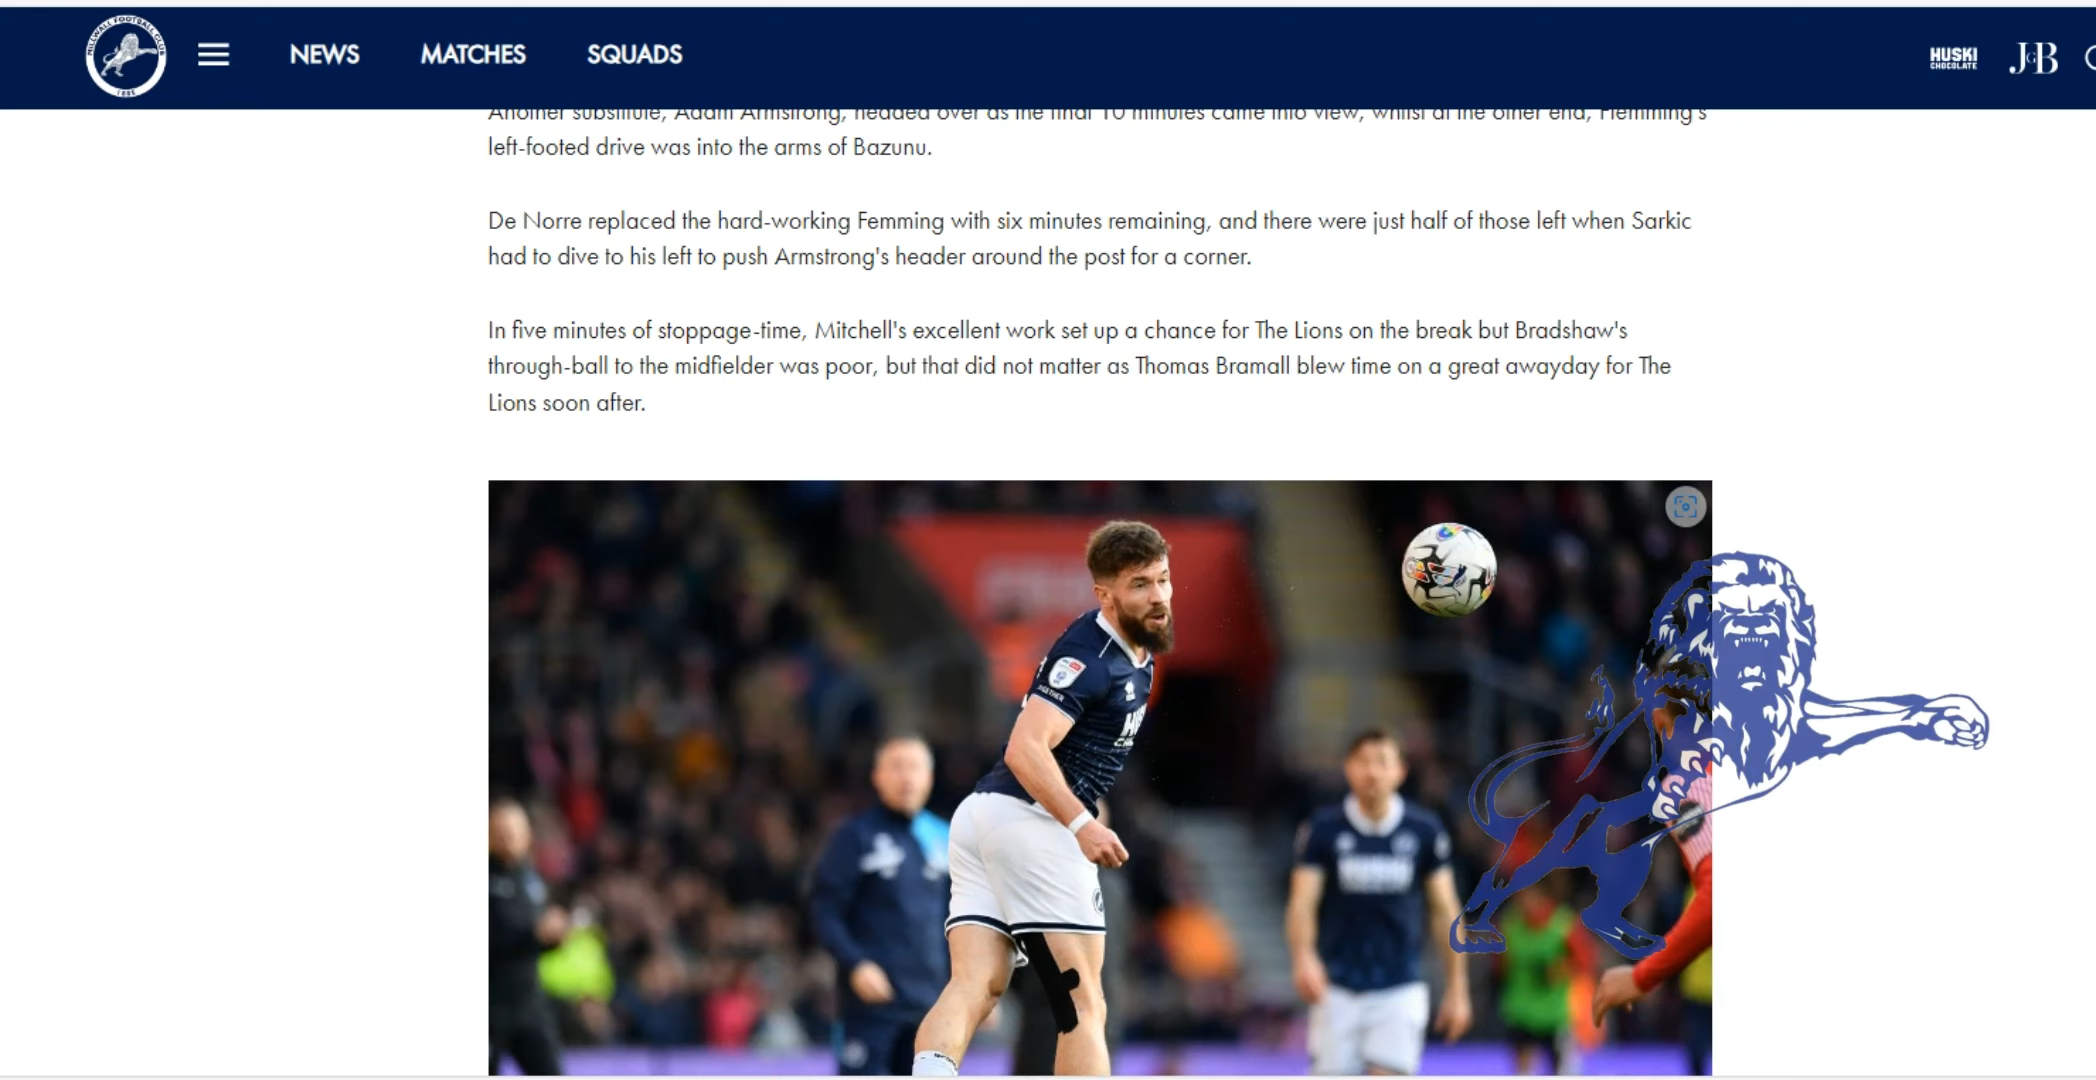 MILLWALL FOOTBALL CLUB
1885
NEWS MATCHES SQUADS
HUSKI
CHOCOLATE
JGB
Another substitute, Adam Armstrong, headed over as the final 10 minutes came into view, whilst at the other end, Flemming's
left-footed drive was into the arms of Bazunu.
De Norre replaced the hard-working Femming with six minutes remaining, and there were just half of those left when Sarkic
had to dive to his left to push Armstrong's header around the post for a corner.
In five minutes of stoppage-time, Mitchell's excellent work set up a chance for The Lions on the break but Bradshaw's
through-ball to the midfielder was poor, but that did not matter as Thomas Bramall blew time on a great awayday for The
Lions soon after.